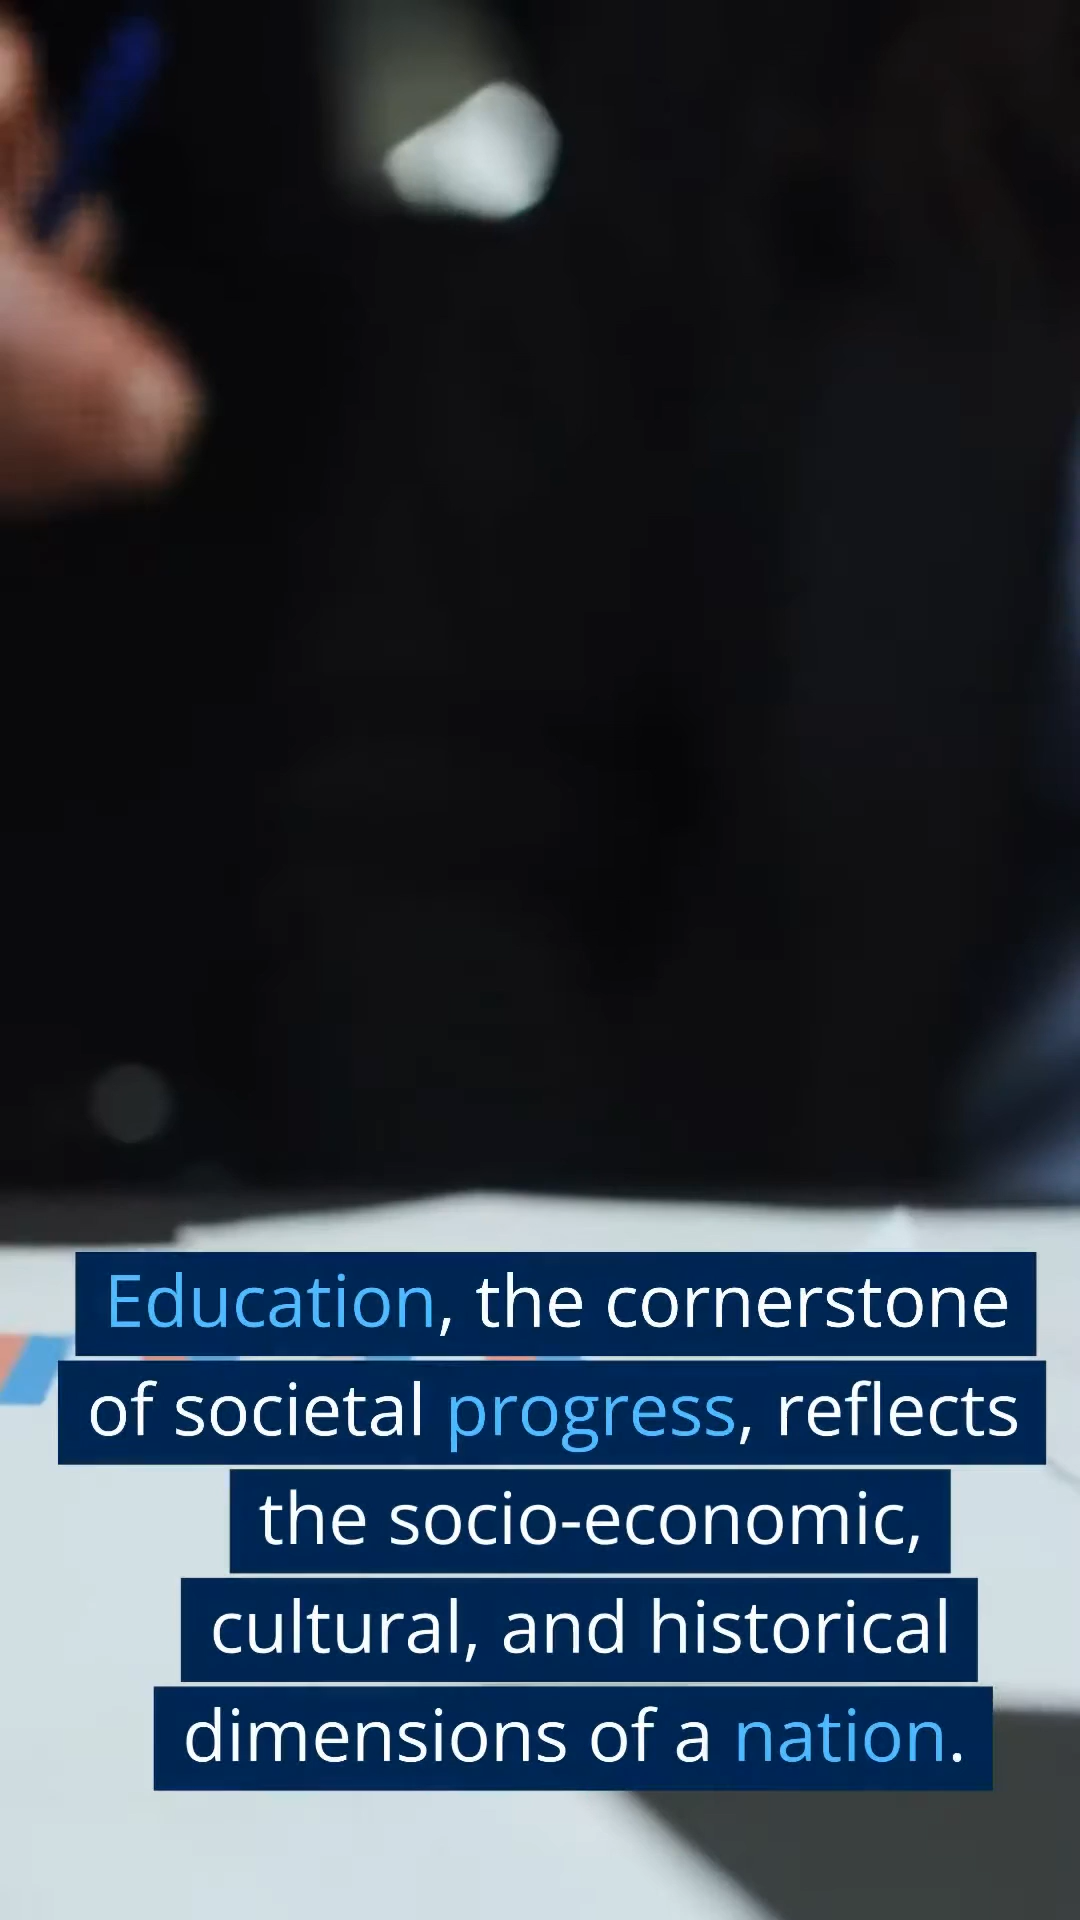 Education, the cornerstone
of societal progress, reflects
the socio-economic,
cultural, and historical
dimensions of a nation.